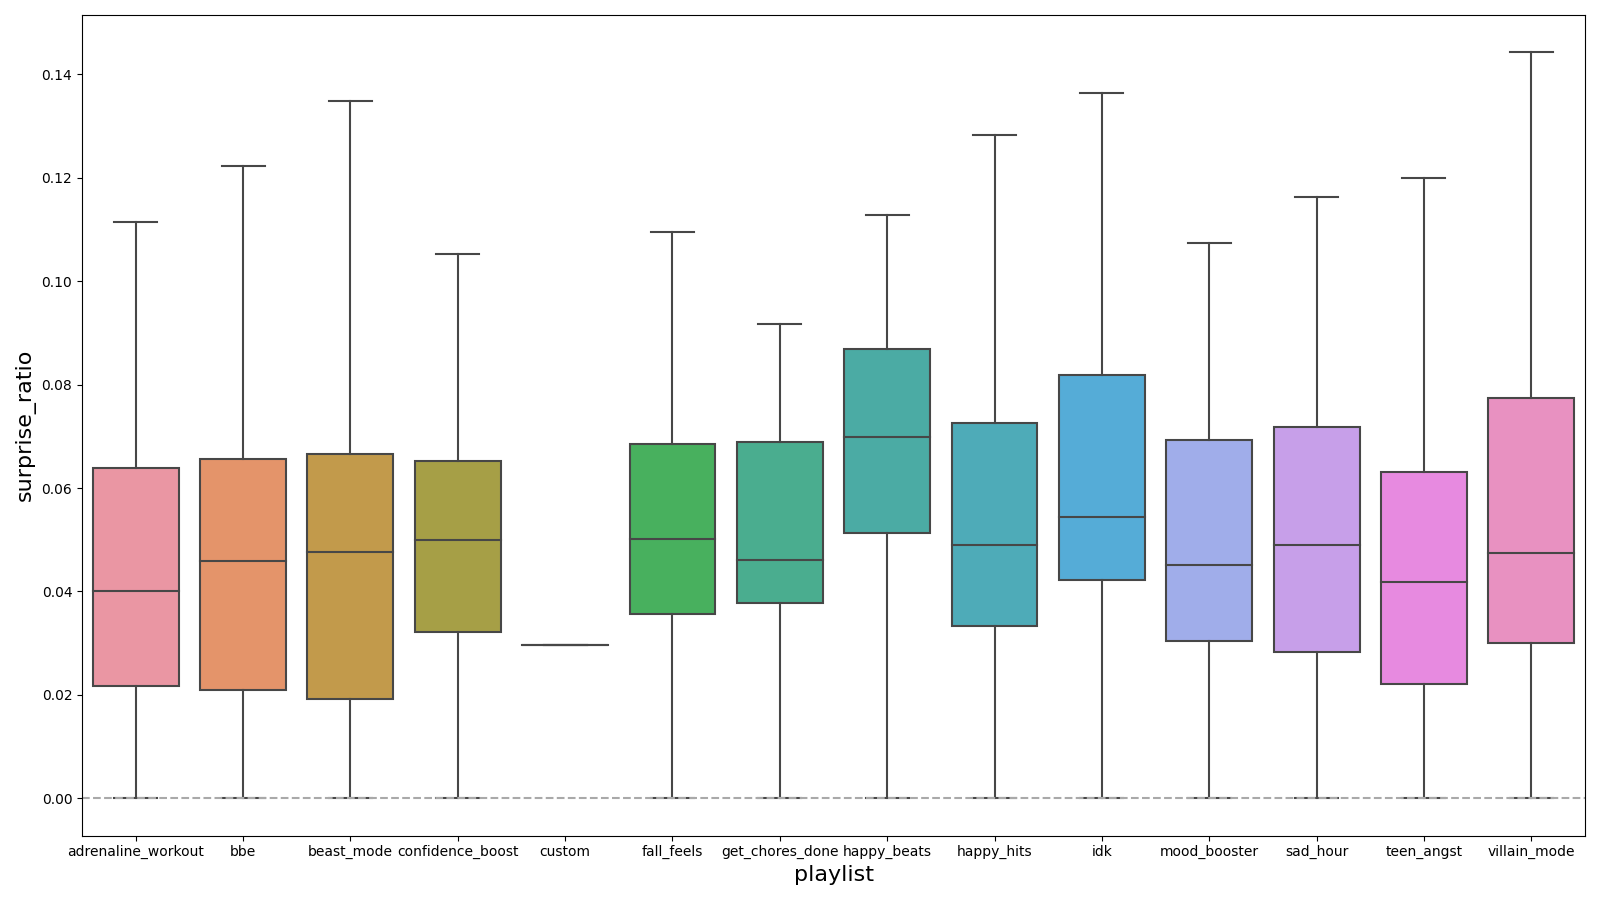 surprise_ratio
0.14
0.12
0.10
0.08
0.06
0.04
0.02
0.00
adrenaline_workout bbe beast_mode confidence_boost custom fall_feels get_chores_done happy_beats happy_hits idk mood_booster sad_hour teen_angst villain_mode
playlist